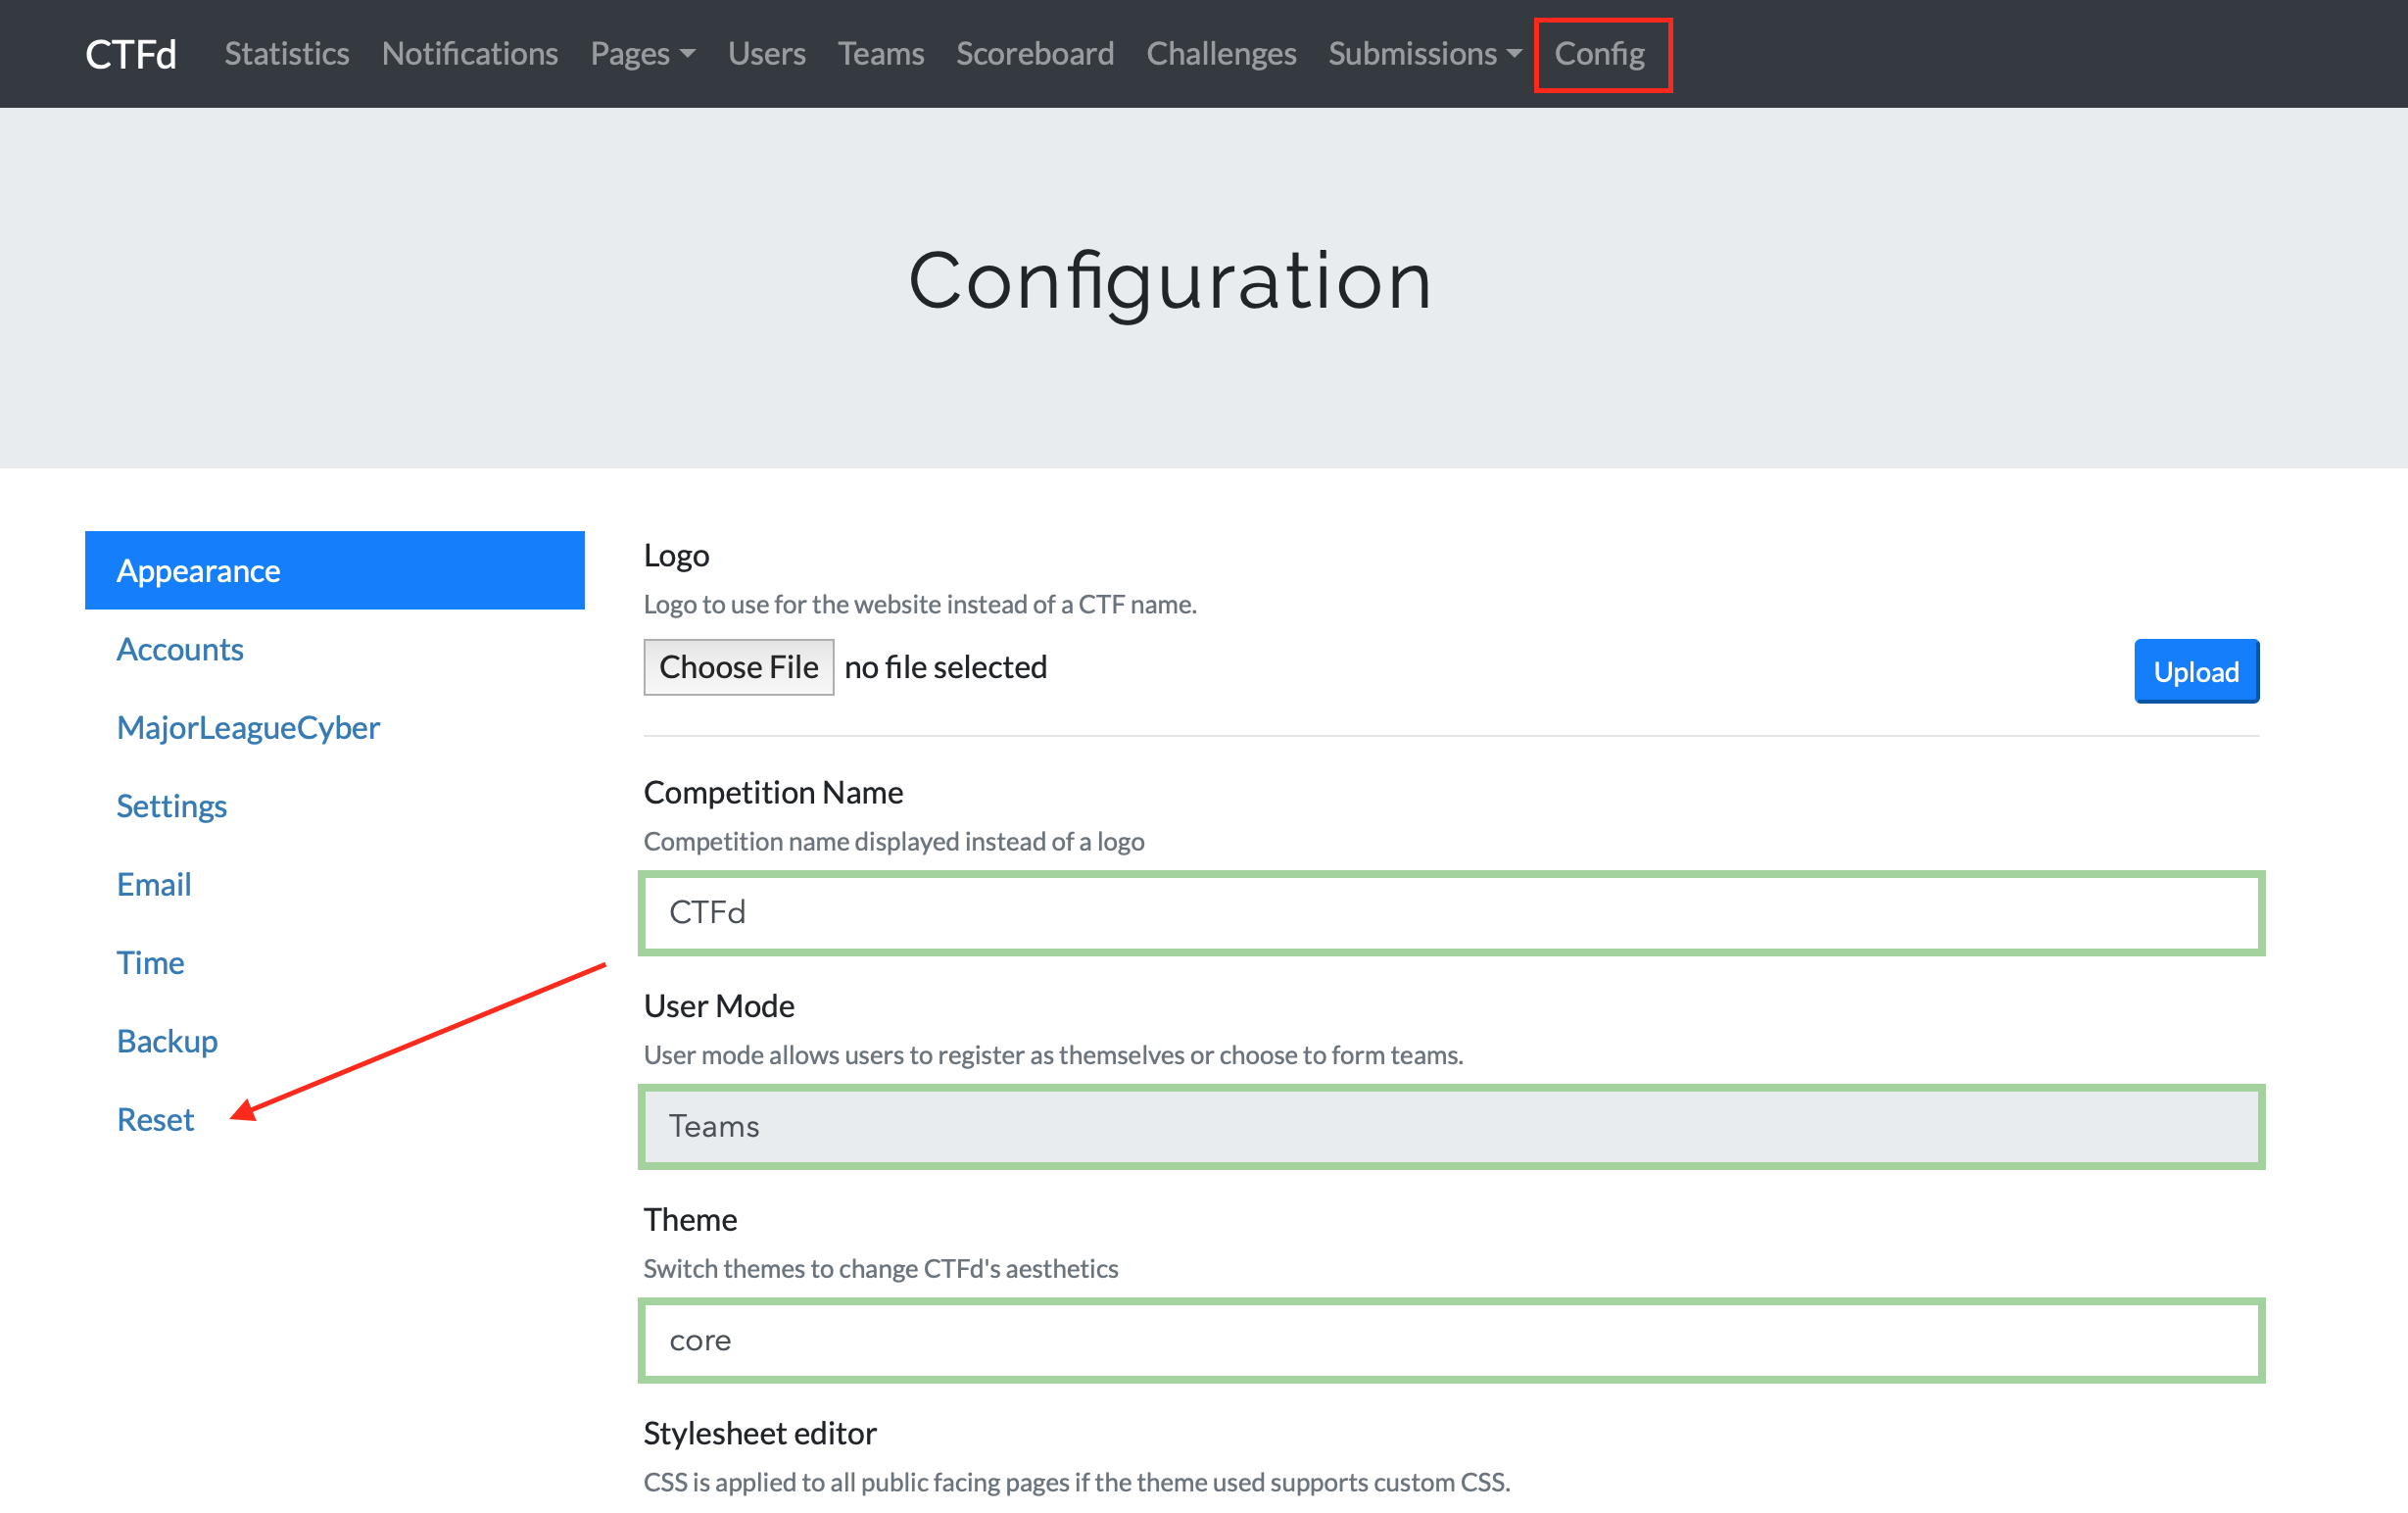 CTFd Statistics Notifications Pages Users Teams Scoreboard Challenges Submissions Config
Configuration
Appearance
Accounts
MajorLeagueCyber
Settings
Email
Time
Backup
Reset
Logo
Logo to use for the website instead of a CTF name.
Choose File no file selected
Upload
Competition Name
Competition name displayed instead of a logo
CTFd
User Mode
User mode allows users to register as themselves or choose to form teams.
Teams
Theme
Switch themes to change CTFd's aesthetics
core
Stylesheet editor
CSS is applied to all public facing pages if the theme used supports custom CSS.